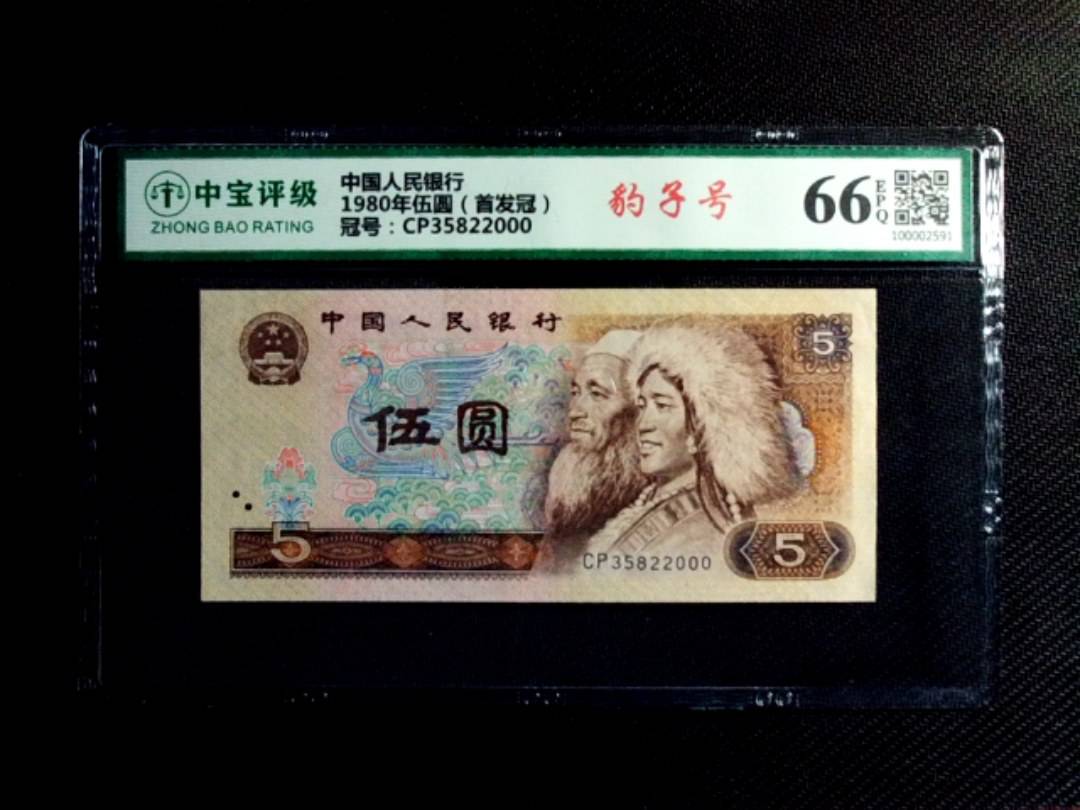 中宝评级
ZHONG BAO RATING
中国人民银行
1980年伍圆（首发冠）
冠号：CP35822000
豹子号
66
EPQ
100002591
中国人民银行
5
伍圆
5
CP35822000
5